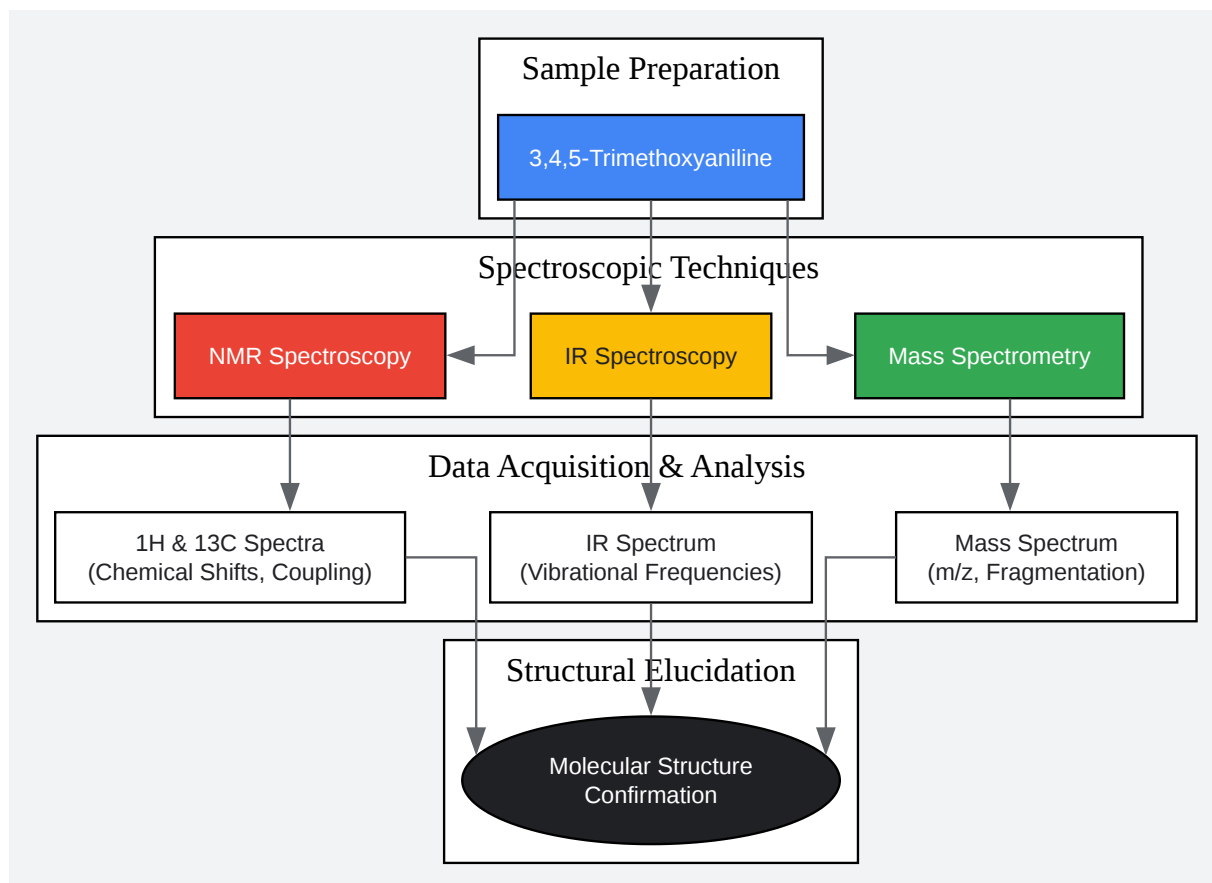 Sample Preparation
3,4,5-Trimethoxyaniline
Spectroscopic Techniques
NMR Spectroscopy
IR Spectroscopy
Mass Spectrometry
Data Acquisition & Analysis
1H & 13C Spectra
(Chemical Shifts, Coupling)
IR Spectrum
(Vibrational Frequencies)
Mass Spectrum
(m/z, Fragmentation)
Structural Elucidation
Molecular Structure
Confirmation